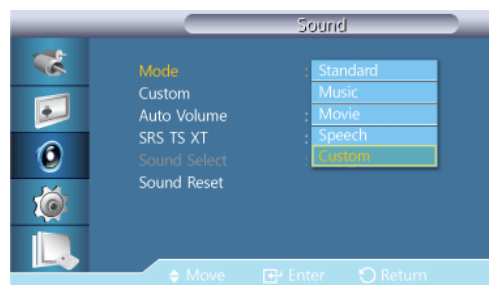 Sound
Mode : Standard
Custom Music
Auto Volume : Movie
SRS TS XT : Speech
Sound Select : Custom
Sound Reset
Move Enter Return